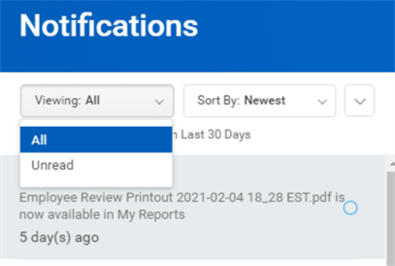 Notifications
Viewing: All
Sort By: Newest
All
Last 30 Days
Unread
Employee Review Printout 2021-02-04 18_28 EST.pdf is
now available in My Reports
5 day(s) ago